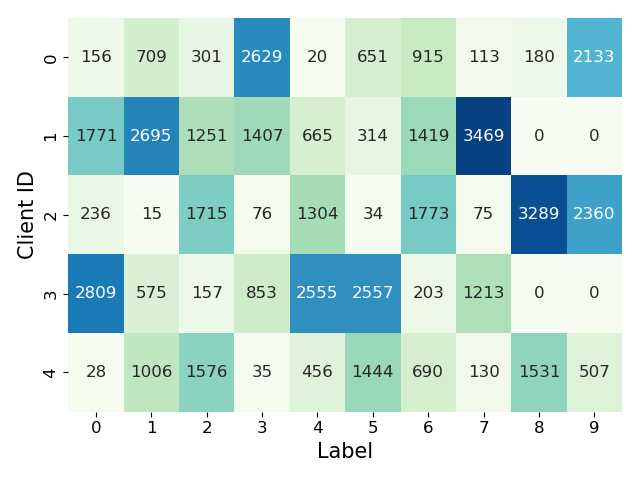 0 156 709 301 2629 20 651 915 113 180 2133
1 1771 2695 1251 1407 665 314 1419 3469 0 0
2 236 15 1715 76 1304 34 1773 75 3289 2360
3 2809 575 157 853 2555 2557 203 1213 0 0
4 28 1006 1576 35 456 1444 690 130 1531 507
Client ID
0 1 2 3 4 5 6 7 8 9
Label